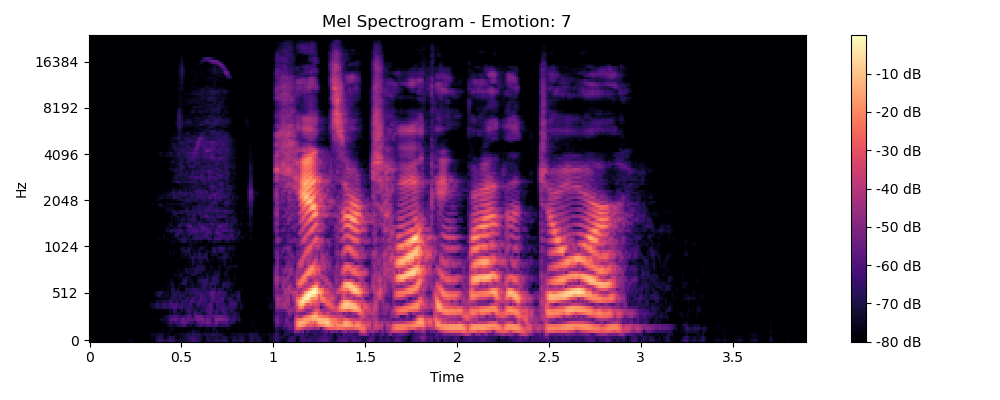 Mel Spectrogram - Emotion: 7
Hz
16384
8192
4096
2048
1024
512
0
0 0.5 1 1.5 2 2.5 3 3.5
Time
-10 dB
-20 dB
-30 dB
-40 dB
-50 dB
-60 dB
-70 dB
-80 dB